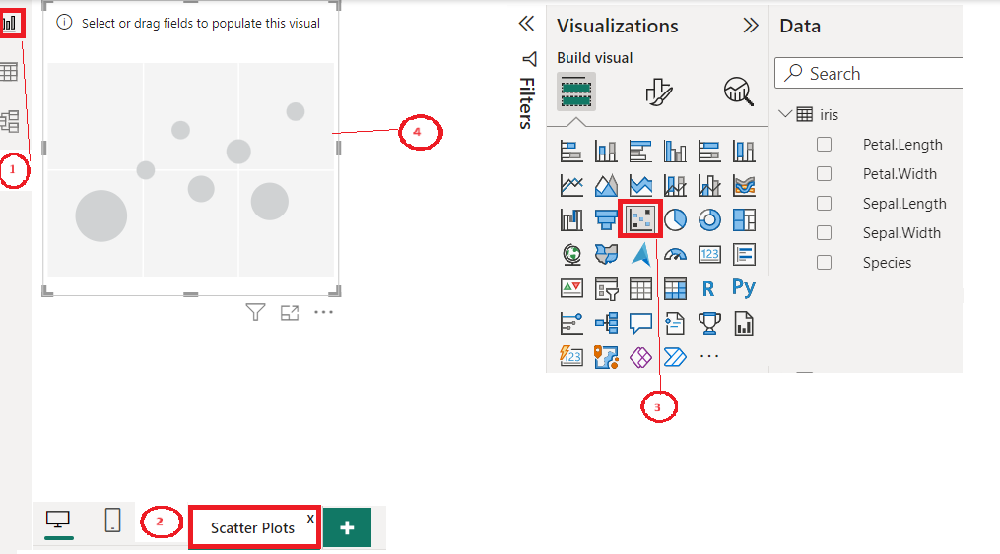 Select or drag fields to populate this visual
4
1
Filters
Visualizations
Build visual
123
R
Py
123
3
Data
Search
iris
Petal.Length
Petal.Width
Sepal.Length
Sepal.Width
Species
2
Scatter Plots
x
+